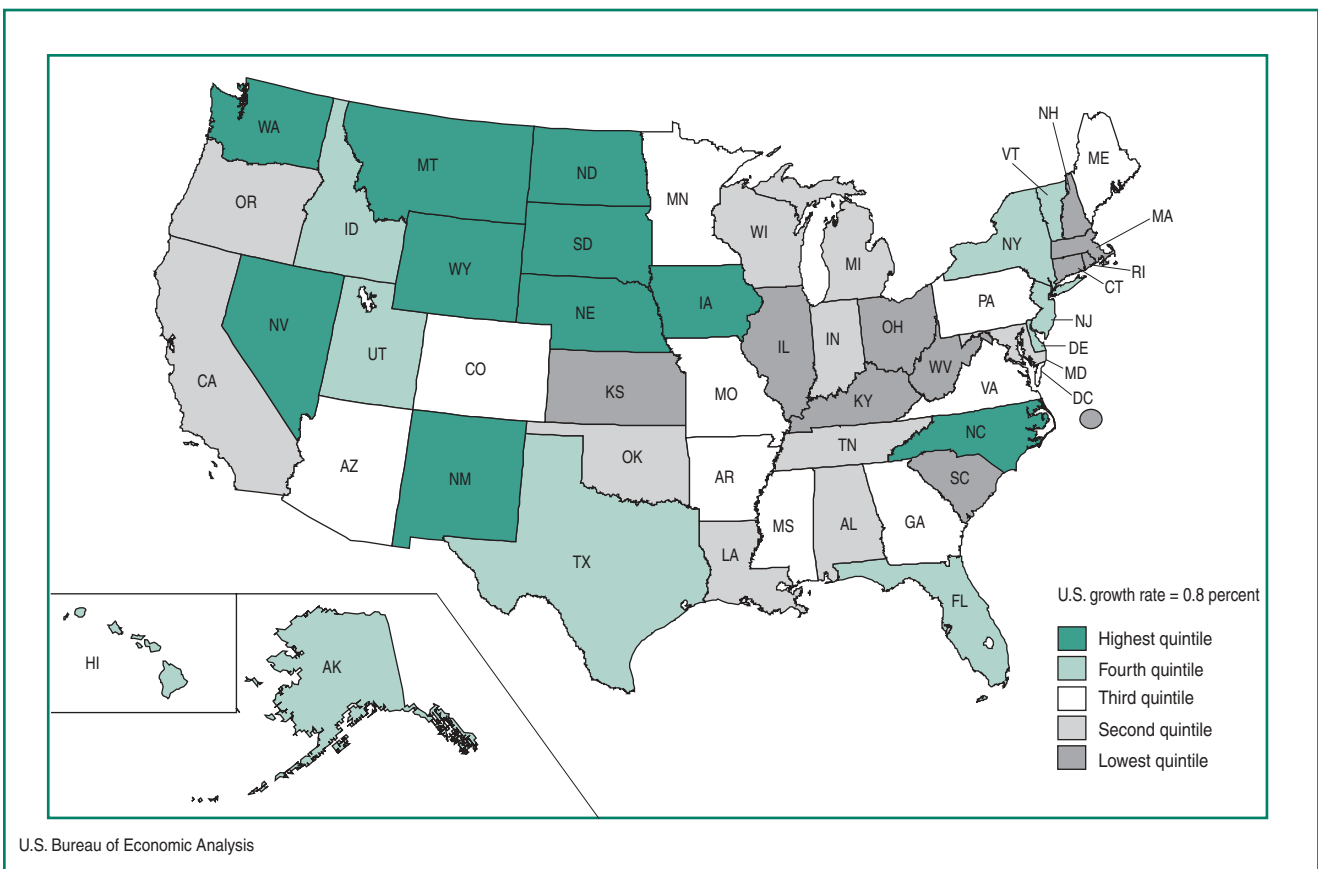 NH
VT
ME
WA
MT
ND
MN
MA
OR
ID
SD
WI
MI
NY
WY
RI
CT
PA
NJ
NV
UT
NE
IA
IL
IN
OH
DE
MD
CA
CO
KS
MO
WV
VA
DC
KY
NC
AZ
NM
OK
TN
AR
SC
MS
AL
GA
LA
TX
FL
HI
AK
U.S. growth rate = 0.8 percent
Highest quintile
Fourth quintile
Third quintile
Second quintile
Lowest quintile
U.S. Bureau of Economic Analysis